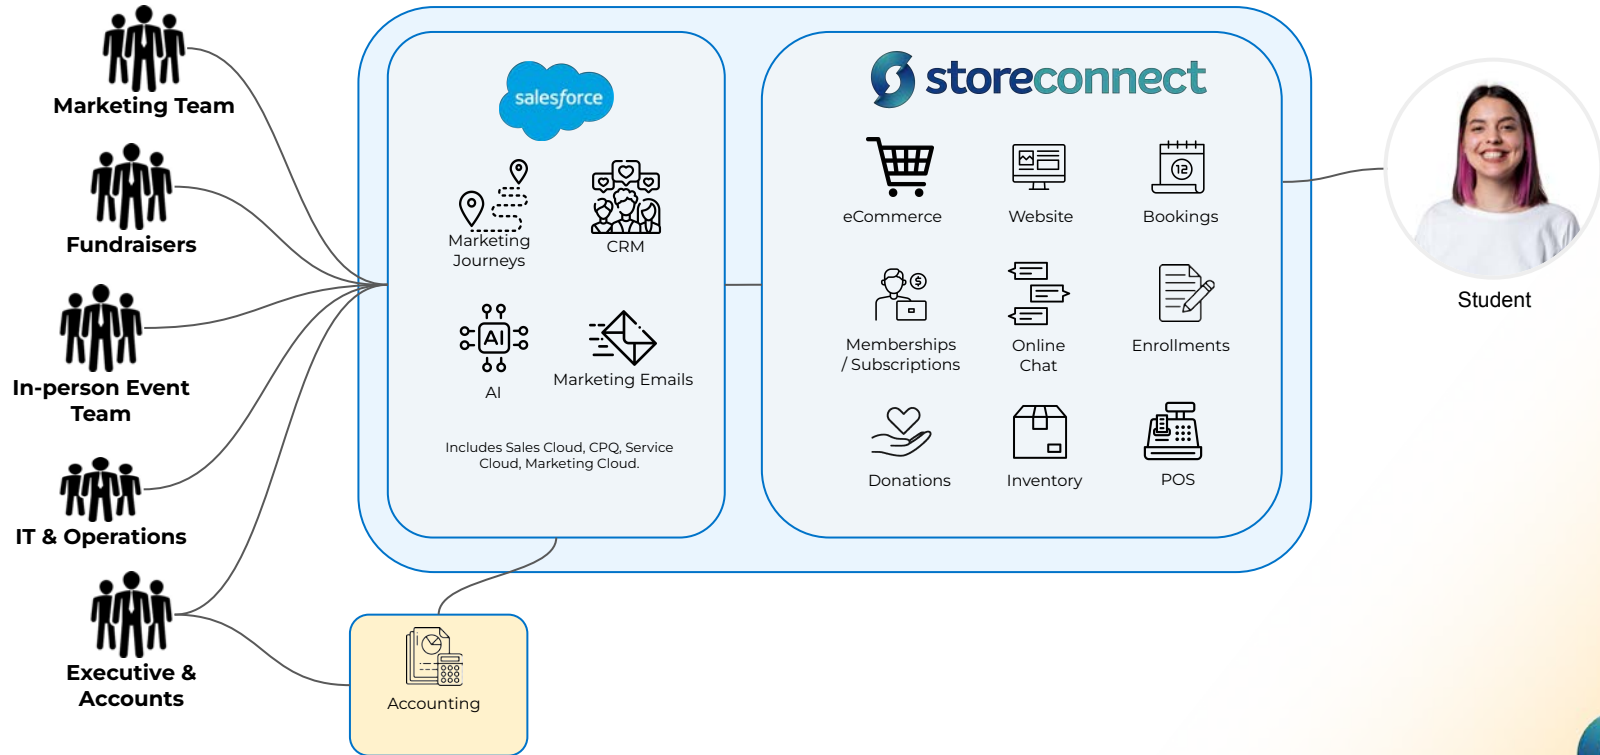 Marketing Team
Fundraisers
In-person Event
Team
IT & Operations
Executive &
Accounts
salesforce
Marketing
Journeys
CRM
AI
AI
Marketing Emails
Includes Sales Cloud, CPQ, Service
Cloud, Marketing Cloud.
Accounting
storeconnect
eCommerce
Website
12
Bookings
$
Memberships
/ Subscriptions
Online
Chat
Enrollments
Donations
Inventory
POS
Student